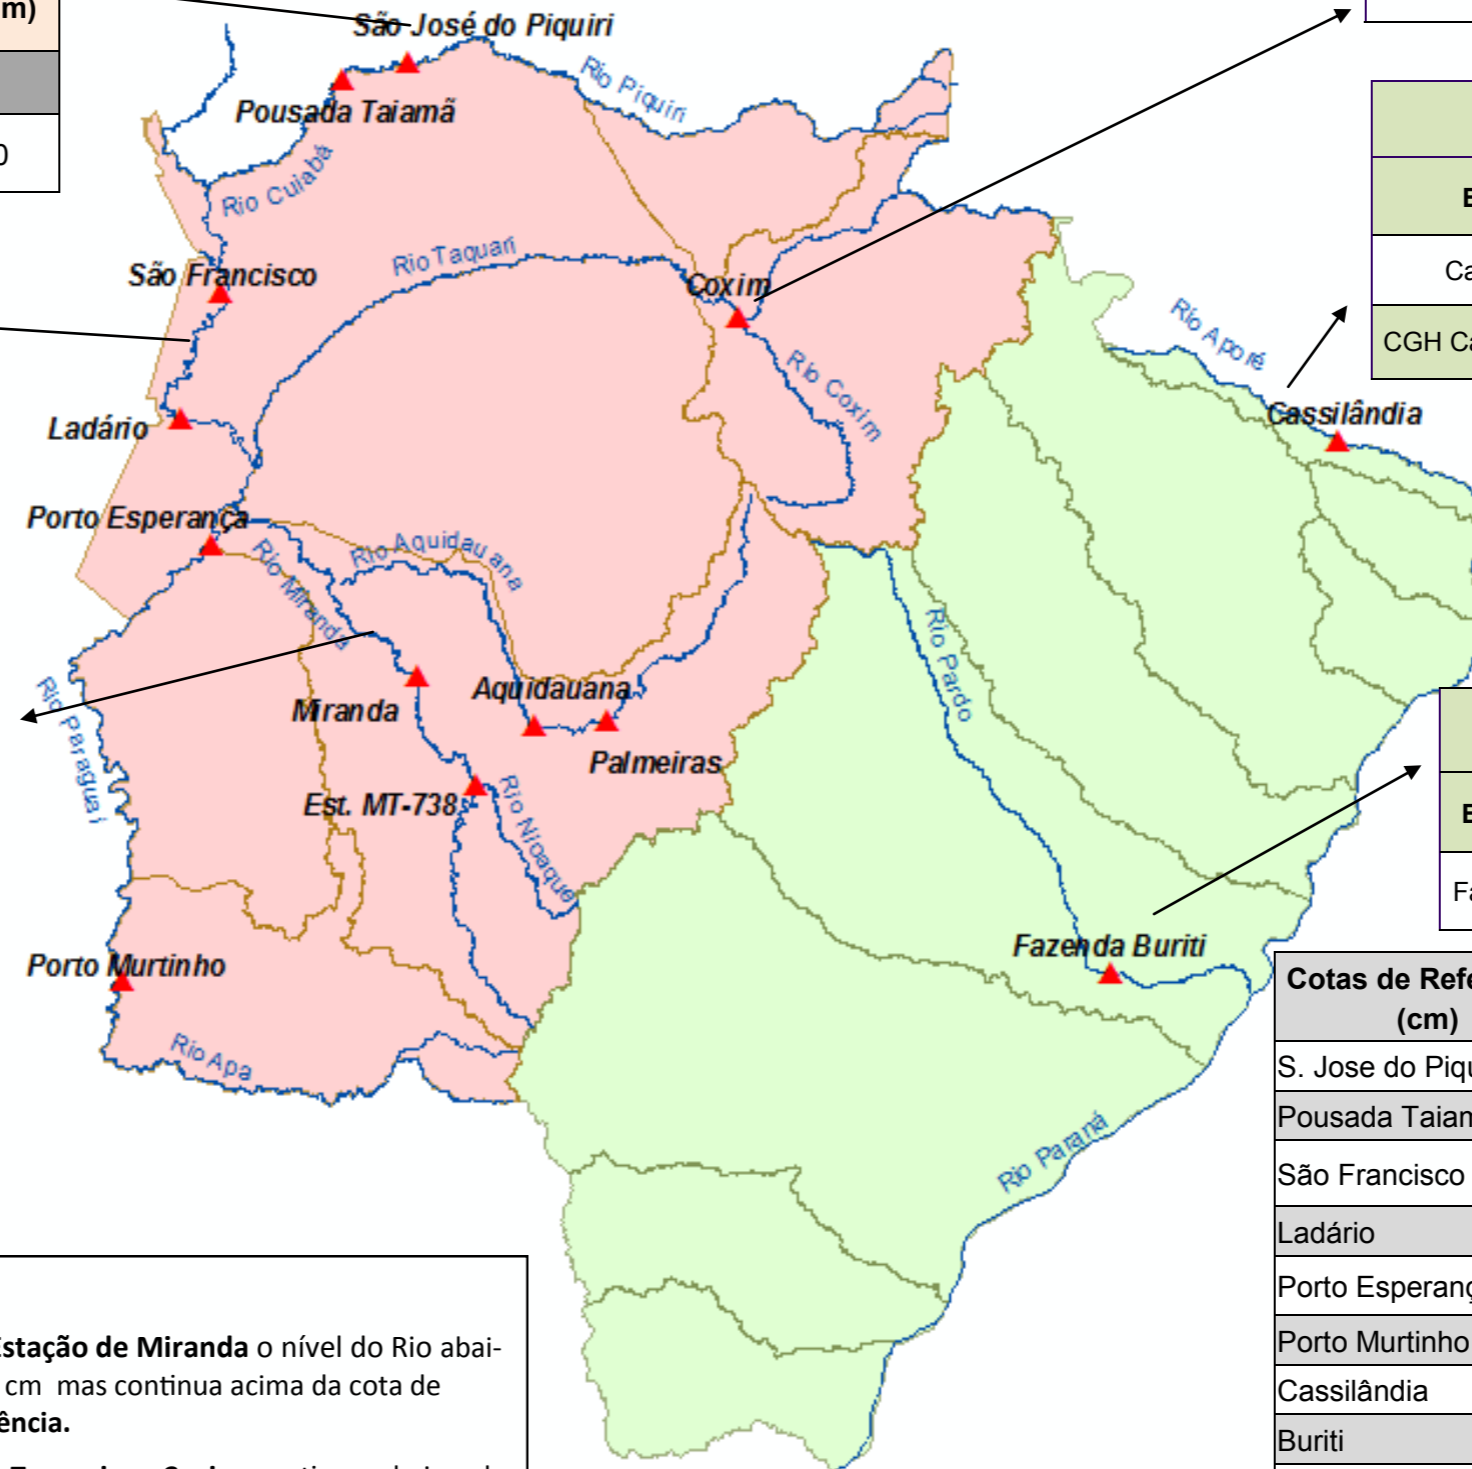 m)
0
São José do Piquiri
Pousada Taiamã
Rio Piquiri
Rio Cuiabá
Rio Taquari
São Francisco
Coxim
Rio Coxim
Rio Aporé
Cassilândia
Ladário
Porto Esperança
Rio Miranda
Rio Aquidauana
Rio Pardo
Rio Paraguai
Miranda
Aquidauana
Palmeiras
Est. MT-738
Rio Nioaque
Porto Murtinho
Rio Apa
Fazenda Buriti
Rio Paraná
E
Ca
CGH Ca
E
Fa
Cotas de Refe
(cm)
S. Jose do Piqu
Pousada Taiam
São Francisco
Ladário
Porto Esperanç
Porto Murtinho
Cassilândia
Buriti
Estação de Miranda o nível do Rio abai-
cm mas continua acima da cota de
ência.